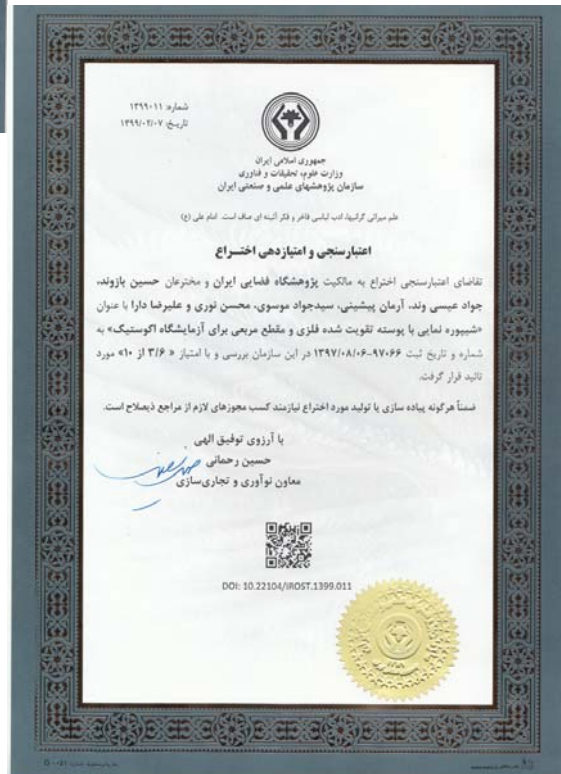 شماره: ۱۳۹۹۰۱۱
تاریخ: ۱۳۹۹/۰۲/۰۷
جمهوری اسلامی ایران
وزارت علوم، تحقیقات و فناوری
سازمان پژوهشهای علمی و صنعتی ایران
علم میراثی گرانبها، ادب لباسی فاخر و فکر آئینه ای صاف است. امام علی (ع)
اعتبارسنجی و امتیازدهی اختـراع
تقاضای اعتبارسنجی اختراع به مالکیت پژوهشگاه فضایی ایران و مخترعان حسین بازوند،
جواد عیسی وند، آرمان پیشینی، سیدجواد موسوی، محسن نوری و علیرضا دارا با عنوان
«شیپوره نمایی با پوسته تقویت شده فلزی و مقطع مربعی برای آزمایشگاه اکوستیک» به
شماره و تاریخ ثبت ۹۷۰۶۶-۱۳۹۷/۰۸/۰۶ در این سازمان بررسی و با امتیاز « ۳/۶ از ۱۰» مورد
تائید قرار گرفت.
ضمناً هرگونه پیاده سازی یا تولید مورد اختراع نیازمند کسب مجوزهای لازم از مراجع ذیصلاح است.
با آرزوی توفیق الهی
حسین رحمانی
معاون نوآوری و تجاری‌سازی
DOI: 10.22104/IROST.1399.011